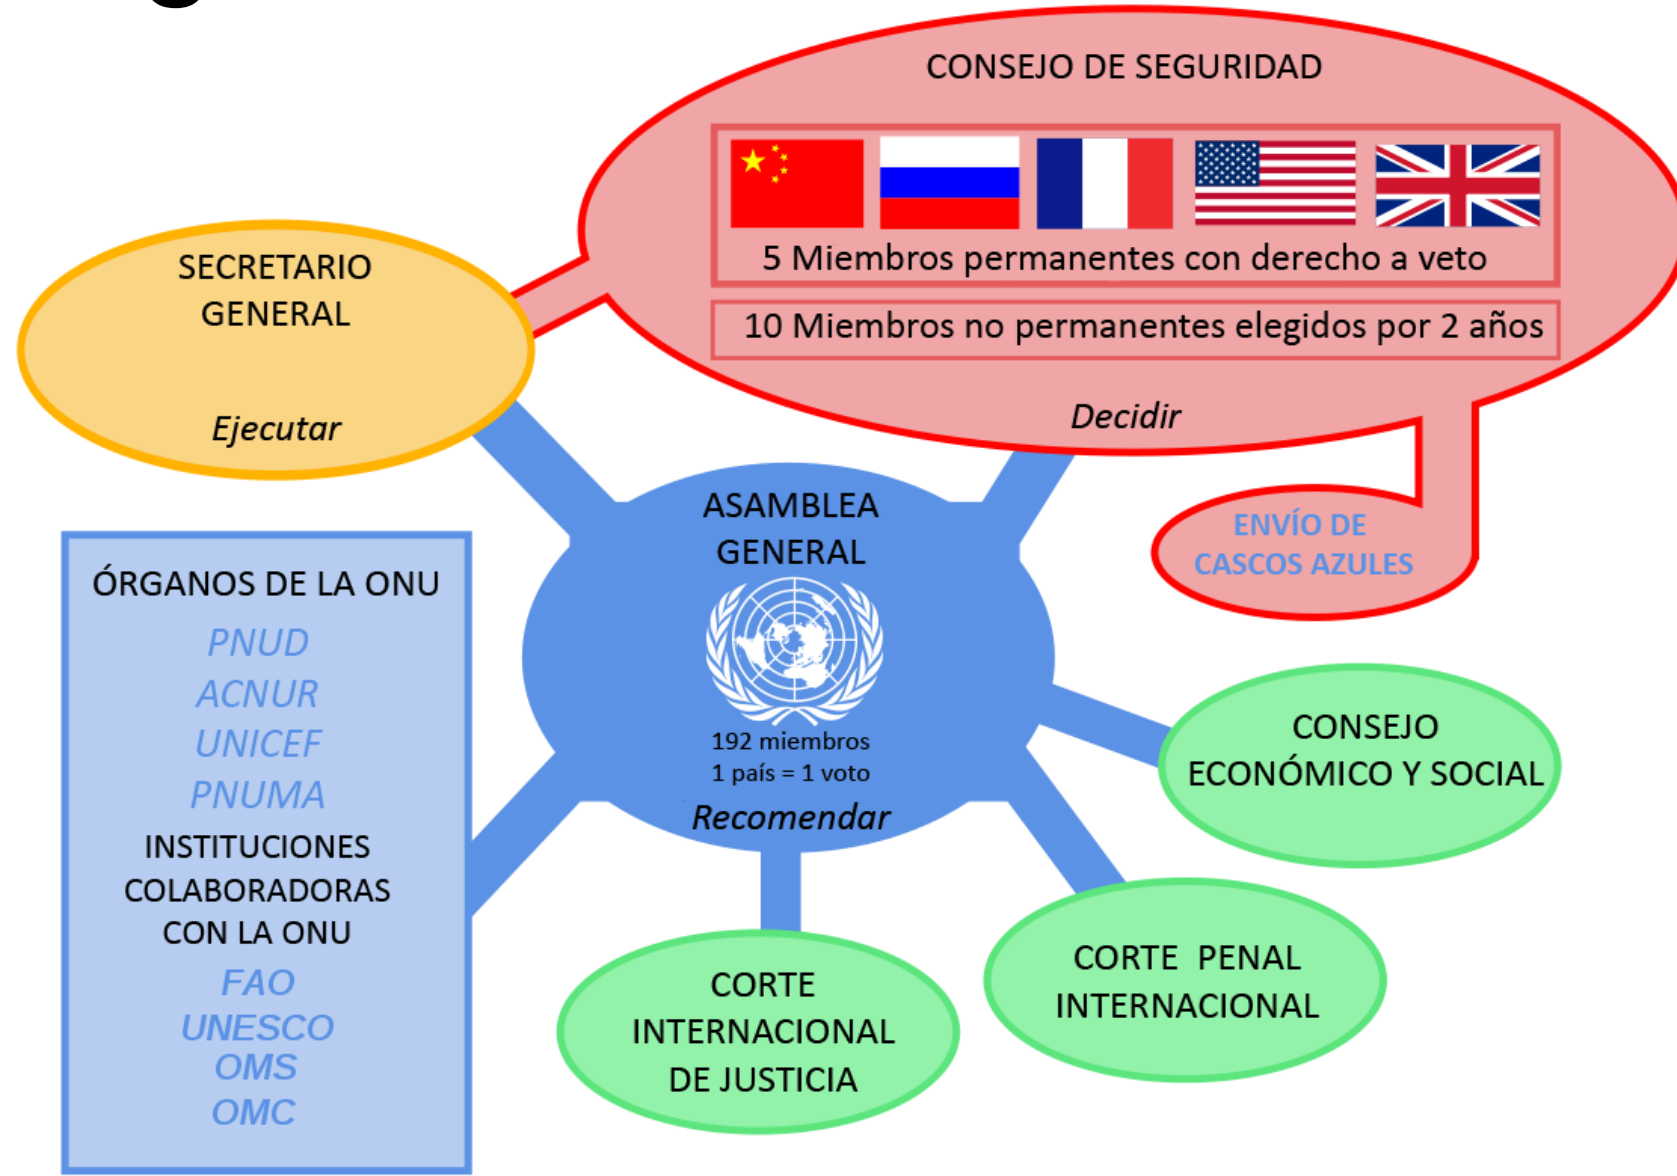 CONSEJO DE SEGURIDAD
5 Miembros permanentes con derecho a veto
10 Miembros no permanentes elegidos por 2 años
Decidir
SECRETARIO
GENERAL
Ejecutar
ENVÍO DE
CASCOS AZULES
ASAMBLEA
GENERAL
192 miembros
1 país = 1 voto
Recomendar
ÓRGANOS DE LA ONU
PNUD
ACNUR
UNICEF
PNUMA
INSTITUCIONES
COLABORADORAS
CON LA ONU
FAO
UNESCO
OMS
OMC
CONSEJO
ECONÓMICO Y SOCIAL
CORTE PENAL
INTERNACIONAL
CORTE
INTERNACIONAL
DE JUSTICIA